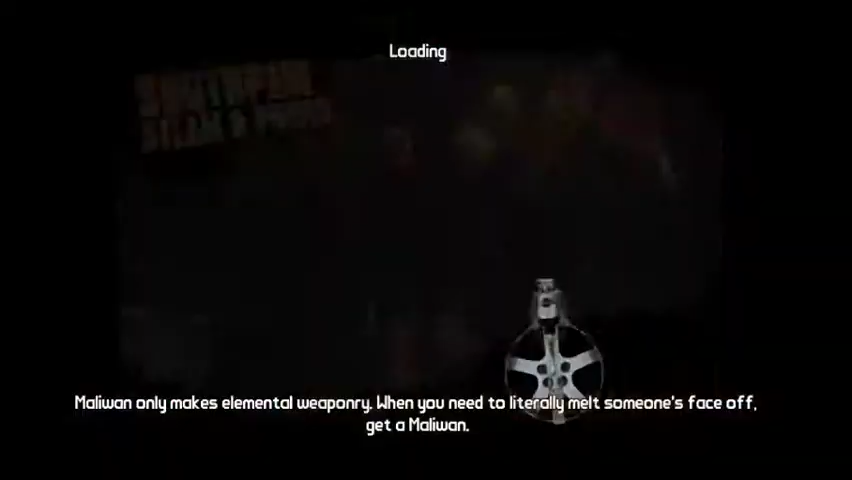 Loading
Maliwan only makes elemental weaponry. When you need to literally melt someone's face off,
get a Maliwan.